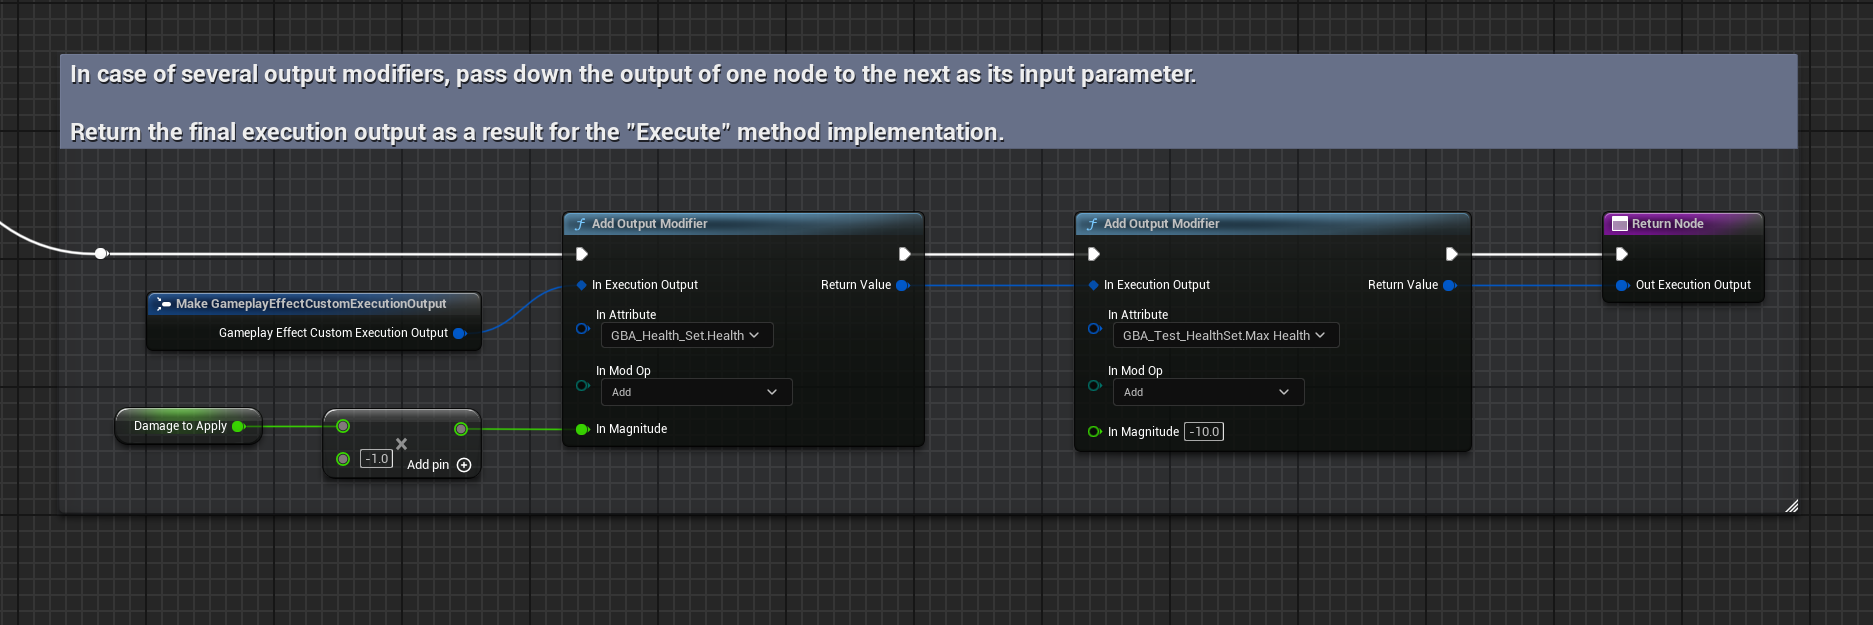 In case of several output modifiers, pass down the output of one node to the next as its input parameter.
Return the final execution output as a result for the "Execute" method implementation.
Add Output Modifier
In Execution Output
Return Value
In Attribute
GBA_Health_Set.Health
In Mod Op
Add
In Magnitude
Add Output Modifier
In Execution Output
Return Value
In Attribute
GBA_Test_HealthSet.Max Health
In Mod Op
Add
In Magnitude -10.0
Return Node
Out Execution Output
Make GameplayEffectCustomExecutionOutput
Gameplay Effect Custom Execution Output
Damage to Apply
-1.0
Add pin